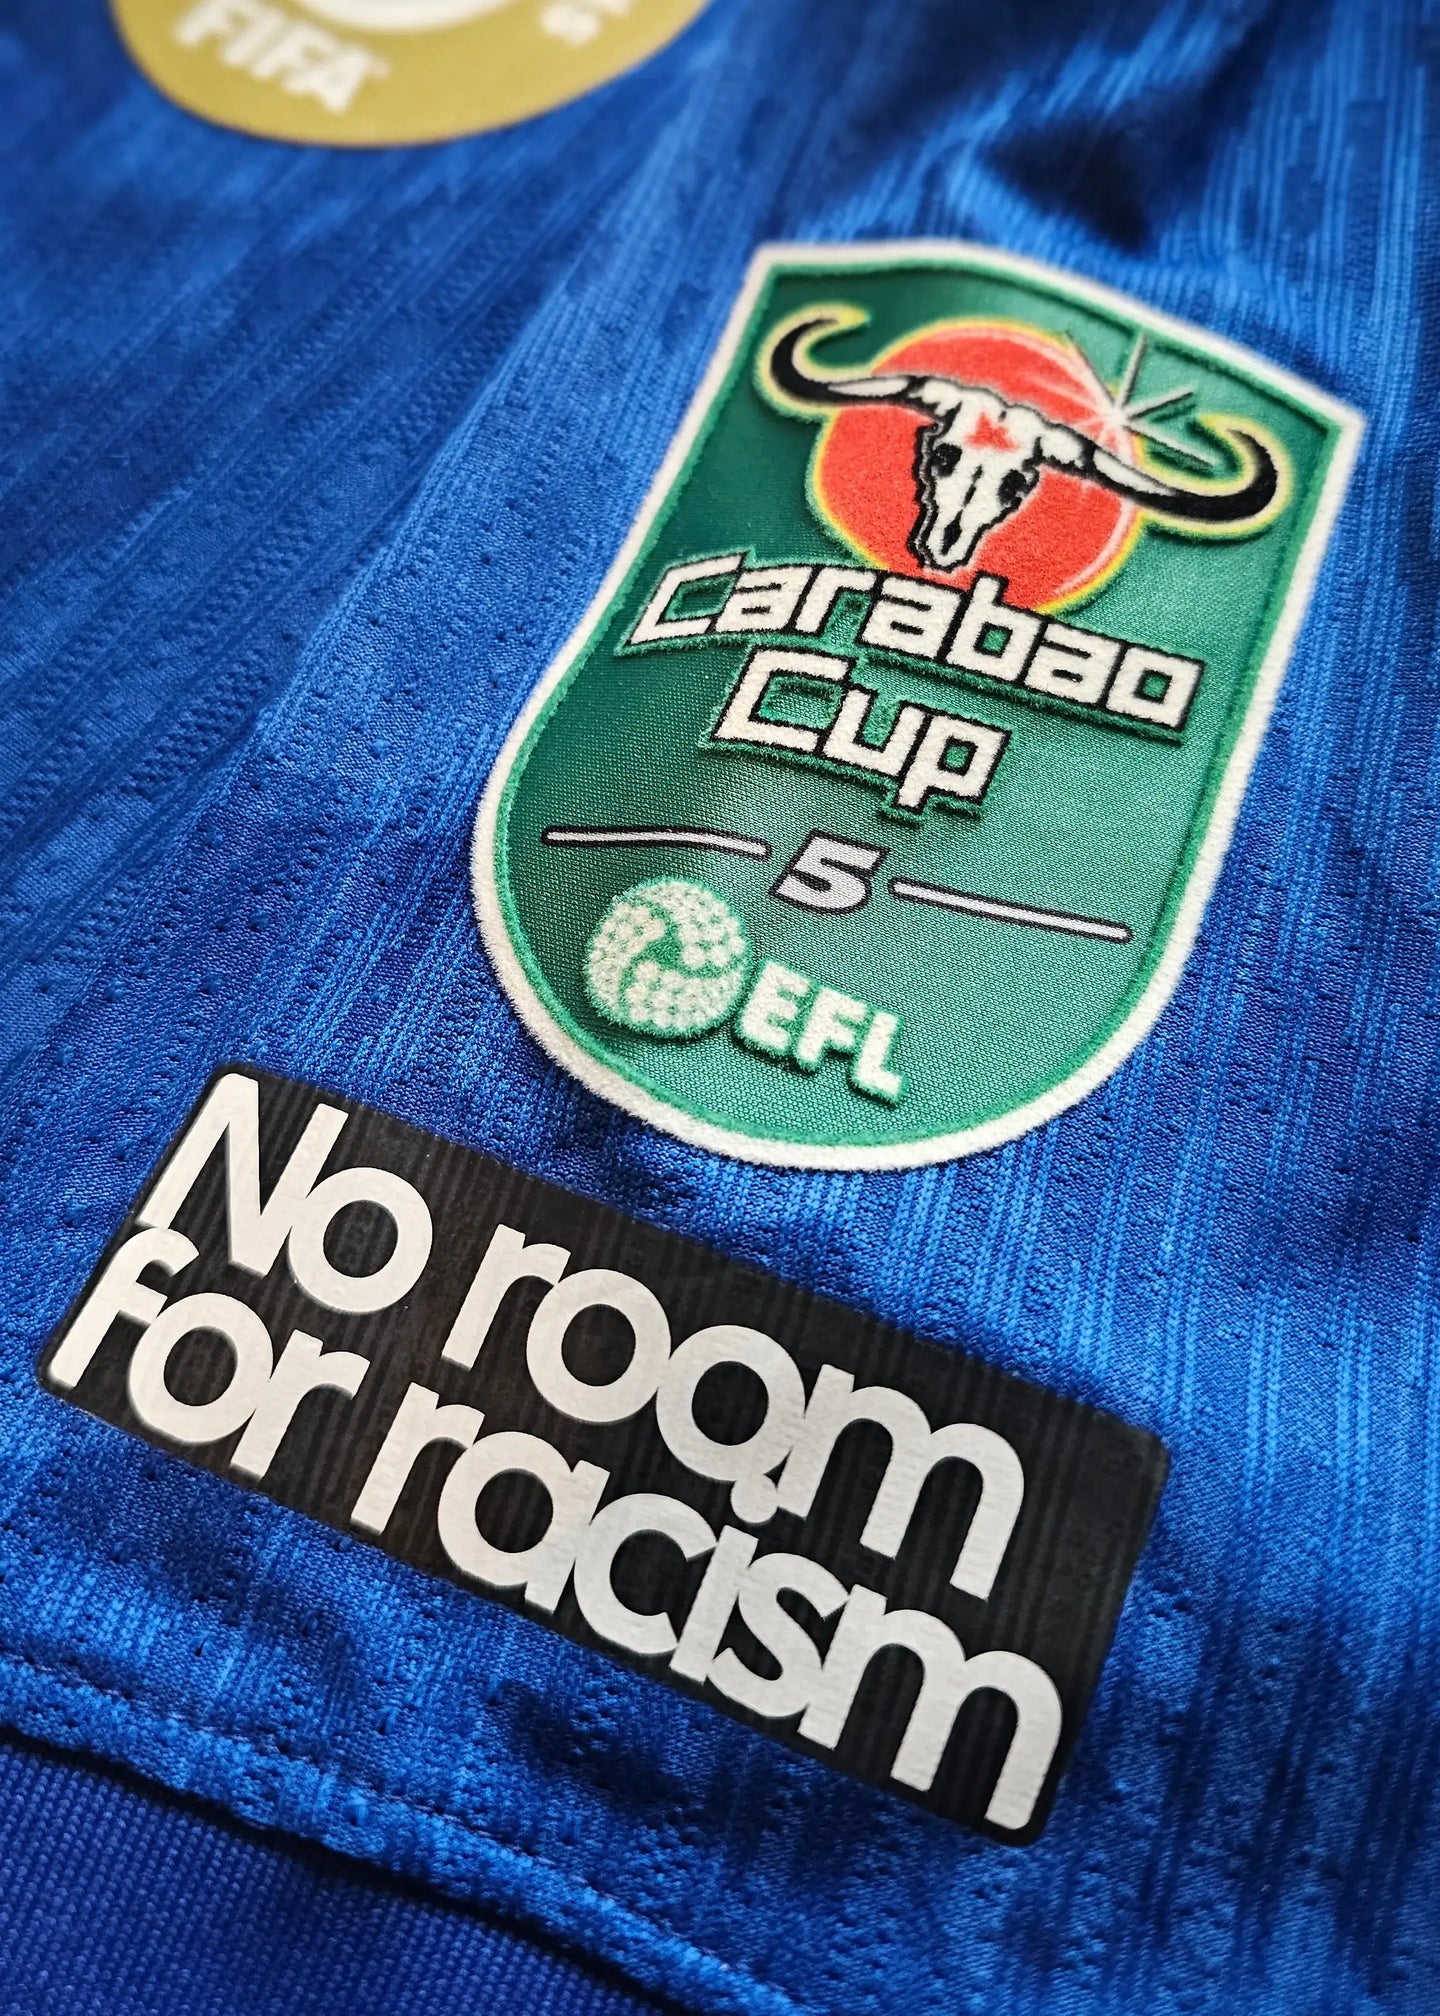 FIFA
Carabao
Cup
5
EFL
No room
for racism